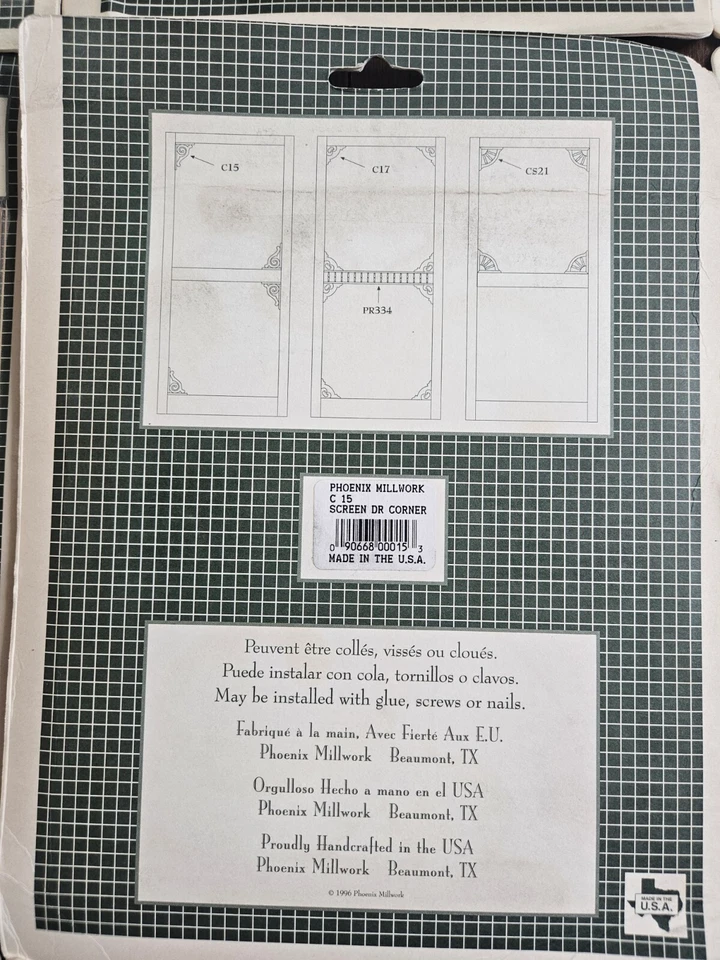 C15
C17
CS21
PR334
PHOENIX MILLWORK
C 15
SCREEN DR CORNER
0 90668 00015 3
MADE IN THE U.S.A.
Peuvent être collés, vissés ou cloués.
Puede instalar con cola, tornillos o clavos.
May be installed with glue, screws or nails.
Fabriqué à la main, Avec Fierté Aux E.U.
Phoenix Millwork Beaumont, TX
Orgulloso Hecho a mano en el USA
Phoenix Millwork Beaumont, TX
Proudly Handcrafted in the USA
Phoenix Millwork Beaumont, TX
© 1996 Phoenix Millwork
MADE IN THE
U.S.A.